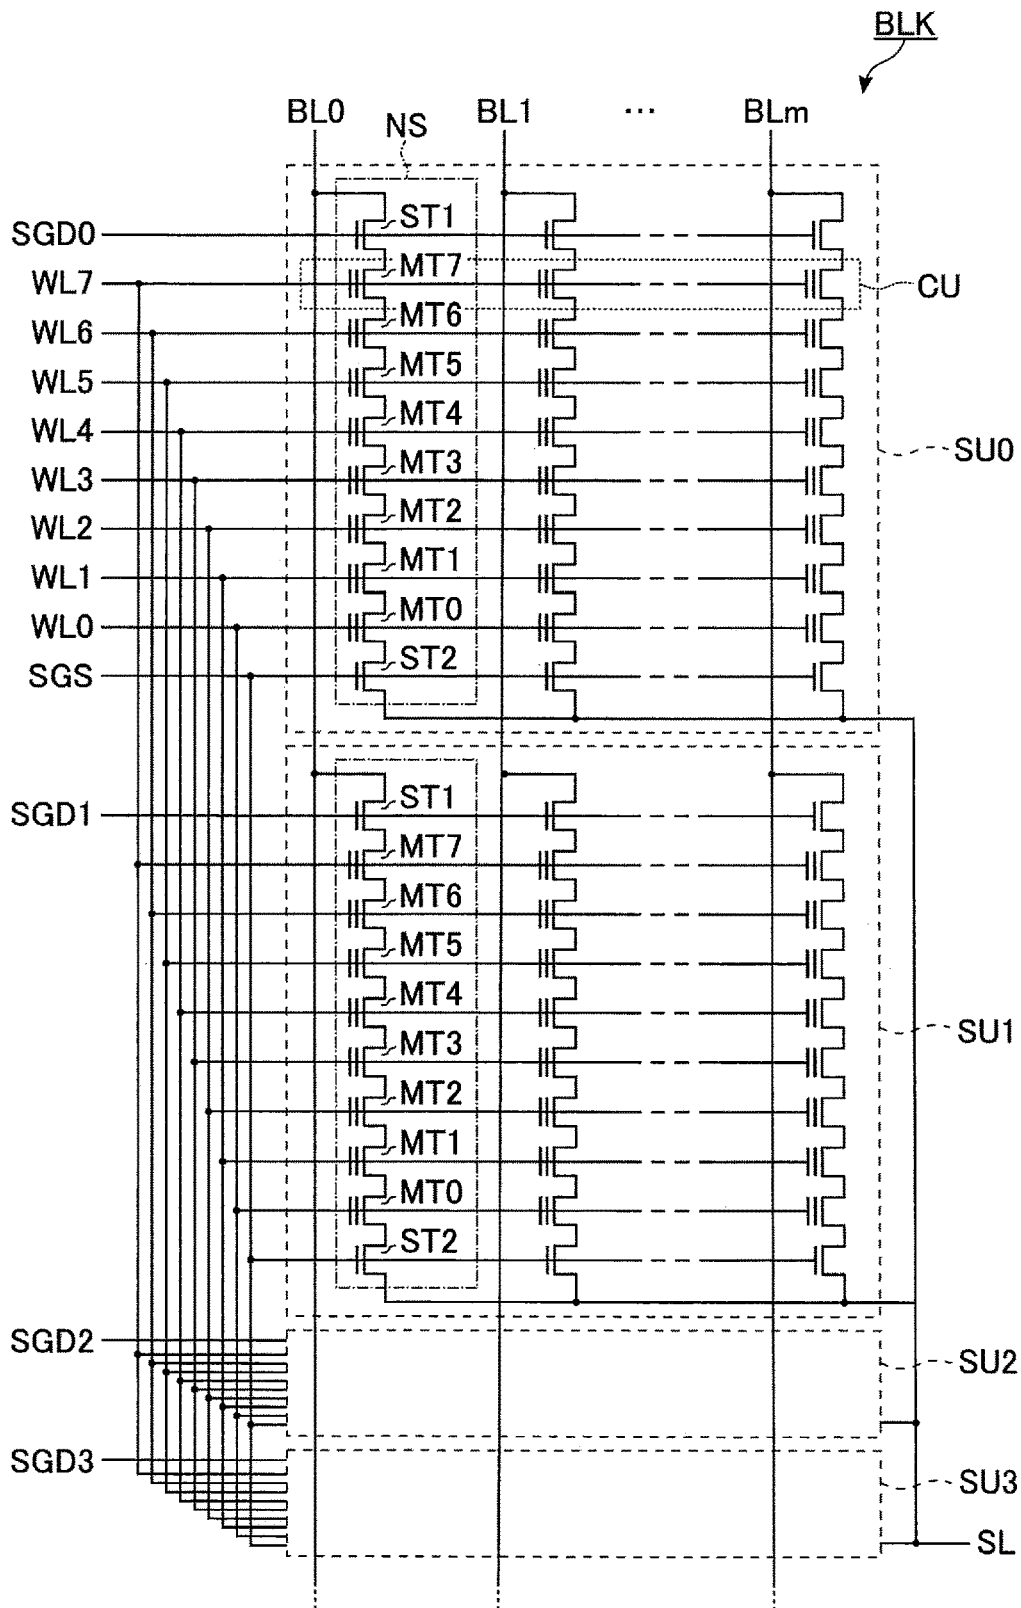 BLK
BL0 NS BL1 ... BLm
SGD0 ST1
WL7 MT7 CU
WL6 MT6
WL5 MT5
WL4 MT4 SU0
WL3 MT3
WL2 MT2
WL1 MT1
WL0 MT0
SGS ST2
SGD1 ST1
MT7
MT6
MT5
MT4
SU1
MT3
MT2
MT1
MT0
ST2
SGD2 SU2
SGD3 SU3
SL